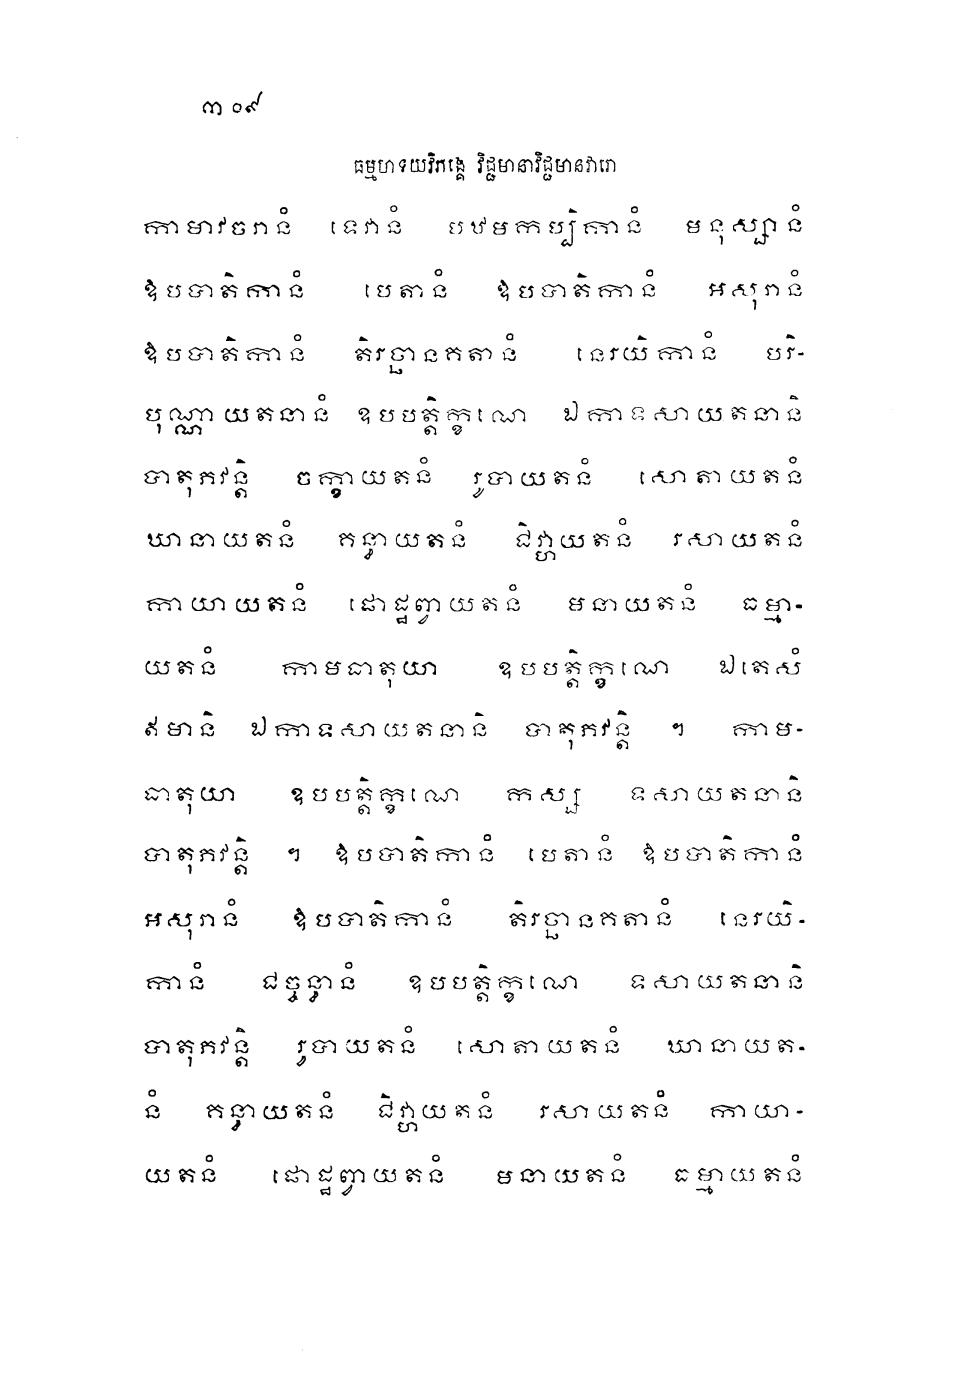 ៣០៩
ធម្មហទយវិភង្គេ វិជ្ជមានាវិជ្ជមានវារោ
កាមាវចរានំ ទេវានំ បឋមកប្បិកានំ មនុស្សានំ
ឱបបាតិកានំ បេតានំ ឱបបាតិកានំ អសុរានំ
ឱបបាតិកានំ តិរច្ឆានគតានំ នេរយិកានំ បរិ-
បុណ្ណាយតនានំ ឧបបត្តិក្ខណេ ឯកាទសាយតនានិ
បាតុភវន្តិ ចក្ខាយតនំ រូបាយតនំ សោតាយតនំ
ឃានាយតនំ គន្ធាយតនំ ជិវ្ហាយតនំ រសាយតនំ
កាយាយតនំ ផោដ្ឋព្វាយតនំ មនាយតនំ ធម្មា-
យតនំ កាមធាតុយា ឧបបត្តិក្ខណេ ឯតេសំ
ឥមានិ ឯកាទសាយតនានិ បាតុភវន្តិ ។ កាម-
ធាតុយា ឧបបត្តិក្ខណេ កស្ស ទសាយតនានិ
បាតុភវន្តិ ។ ឱបបាតិកានំ បេតានំ ឱបបាតិកានំ
អសុរានំ ឱបបាតិកានំ តិរច្ឆានគតានំ នេរយិ-
កានំ ជច្ចន្ធានំ ឧបបត្តិក្ខណេ ទសាយតនានិ
បាតុភវន្តិ រូបាយតនំ សោតាយតនំ ឃានាយត-
នំ គន្ធាយតនំ ជិវ្ហាយតនំ រសាយតនំ កាយា-
យតនំ ផោដ្ឋព្វាយតនំ មនាយតនំ ធម្មាយតនំ